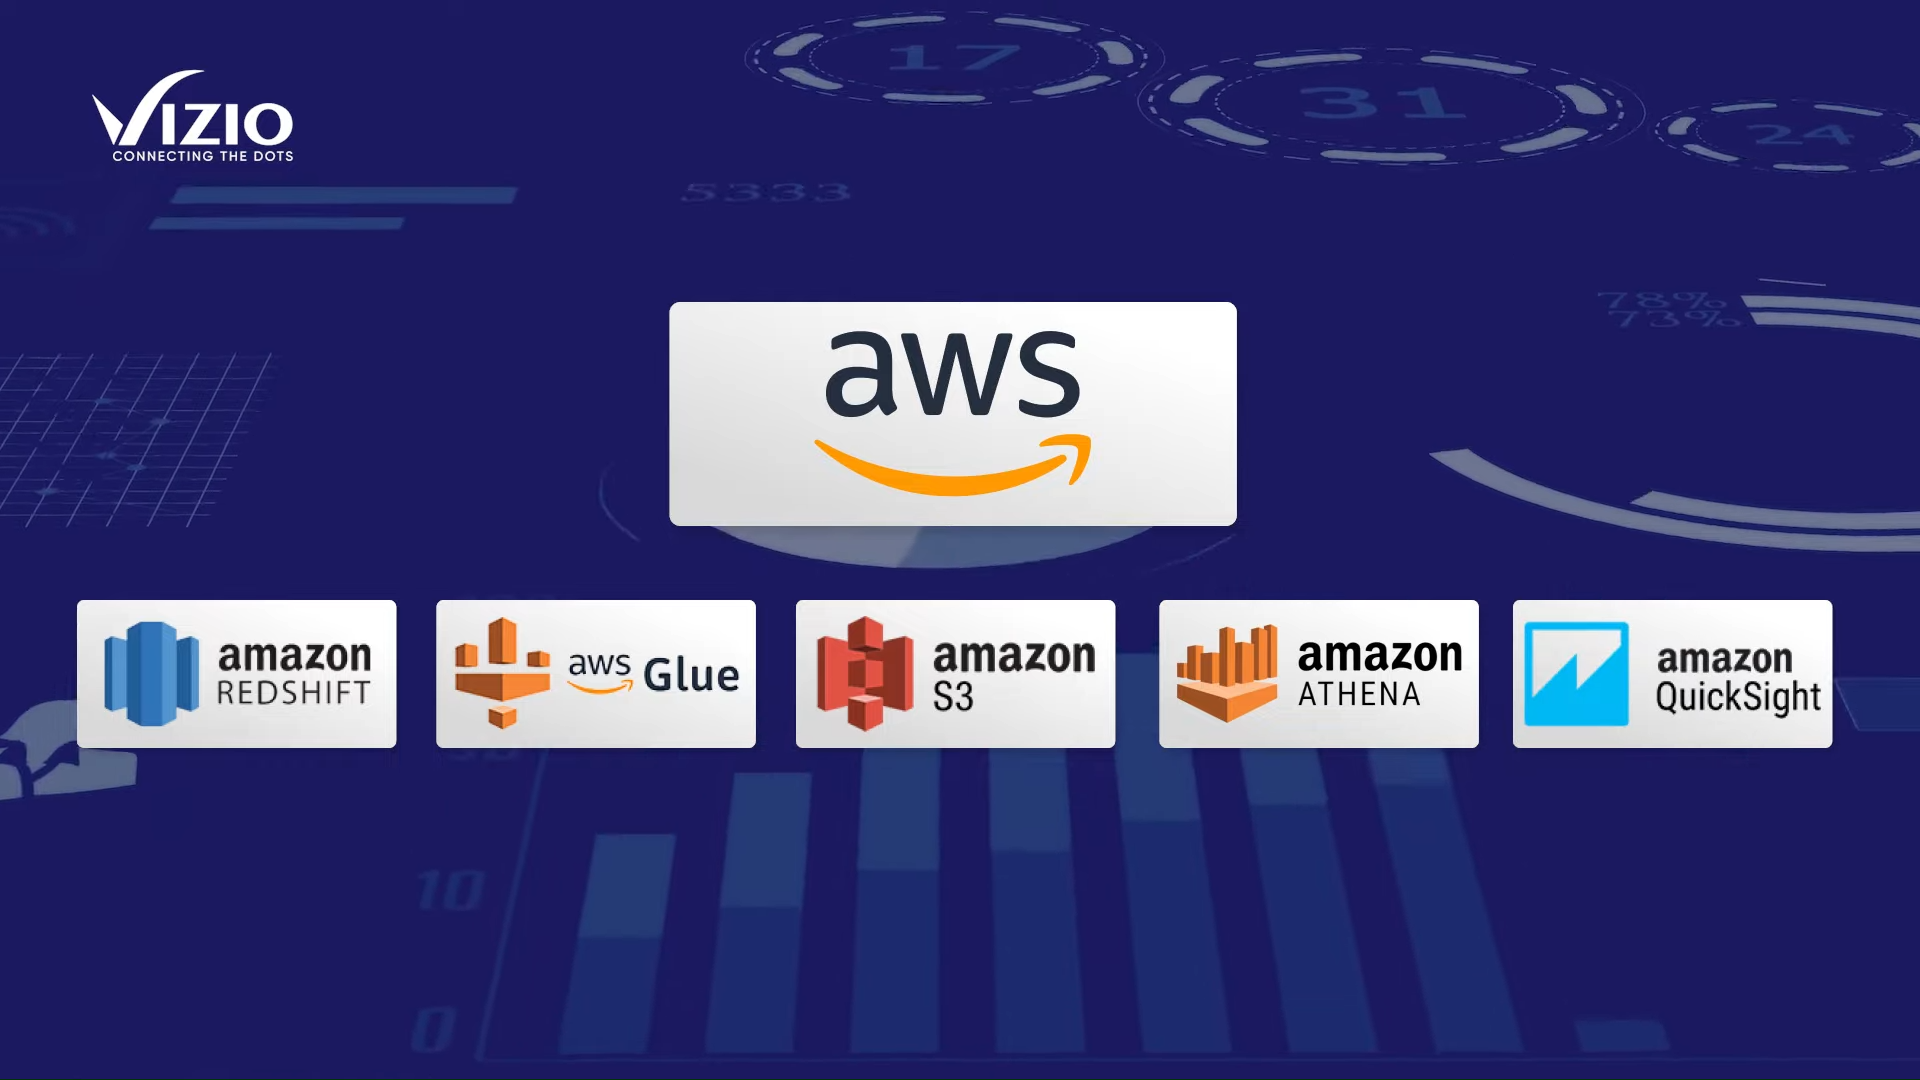 17
31
24
VIZIO
CONNECTING THE DOTS
5333
78%
73%
aws
amazon
REDSHIFT
aws Glue
amazon
S3
amazon
ATHENA
amazon
QuickSight
10
0